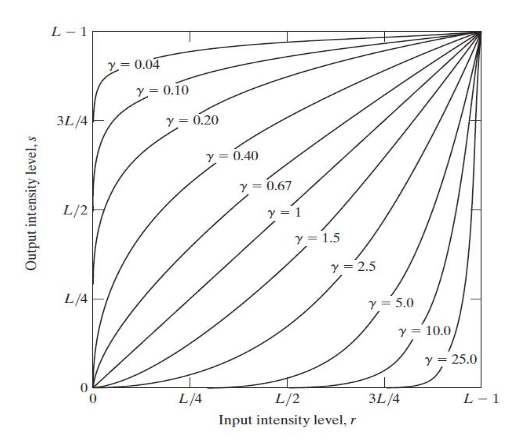 L − 1
γ = 0.04
γ = 0.10
3L/4
γ = 0.20
γ = 0.40
γ = 0.67
L/2
γ = 1
γ = 1.5
γ = 2.5
L/4
γ = 5.0
γ = 10.0
γ = 25.0
0
0
L/4
L/2
3L/4
L − 1
Output intensity level, s
Input intensity level, r